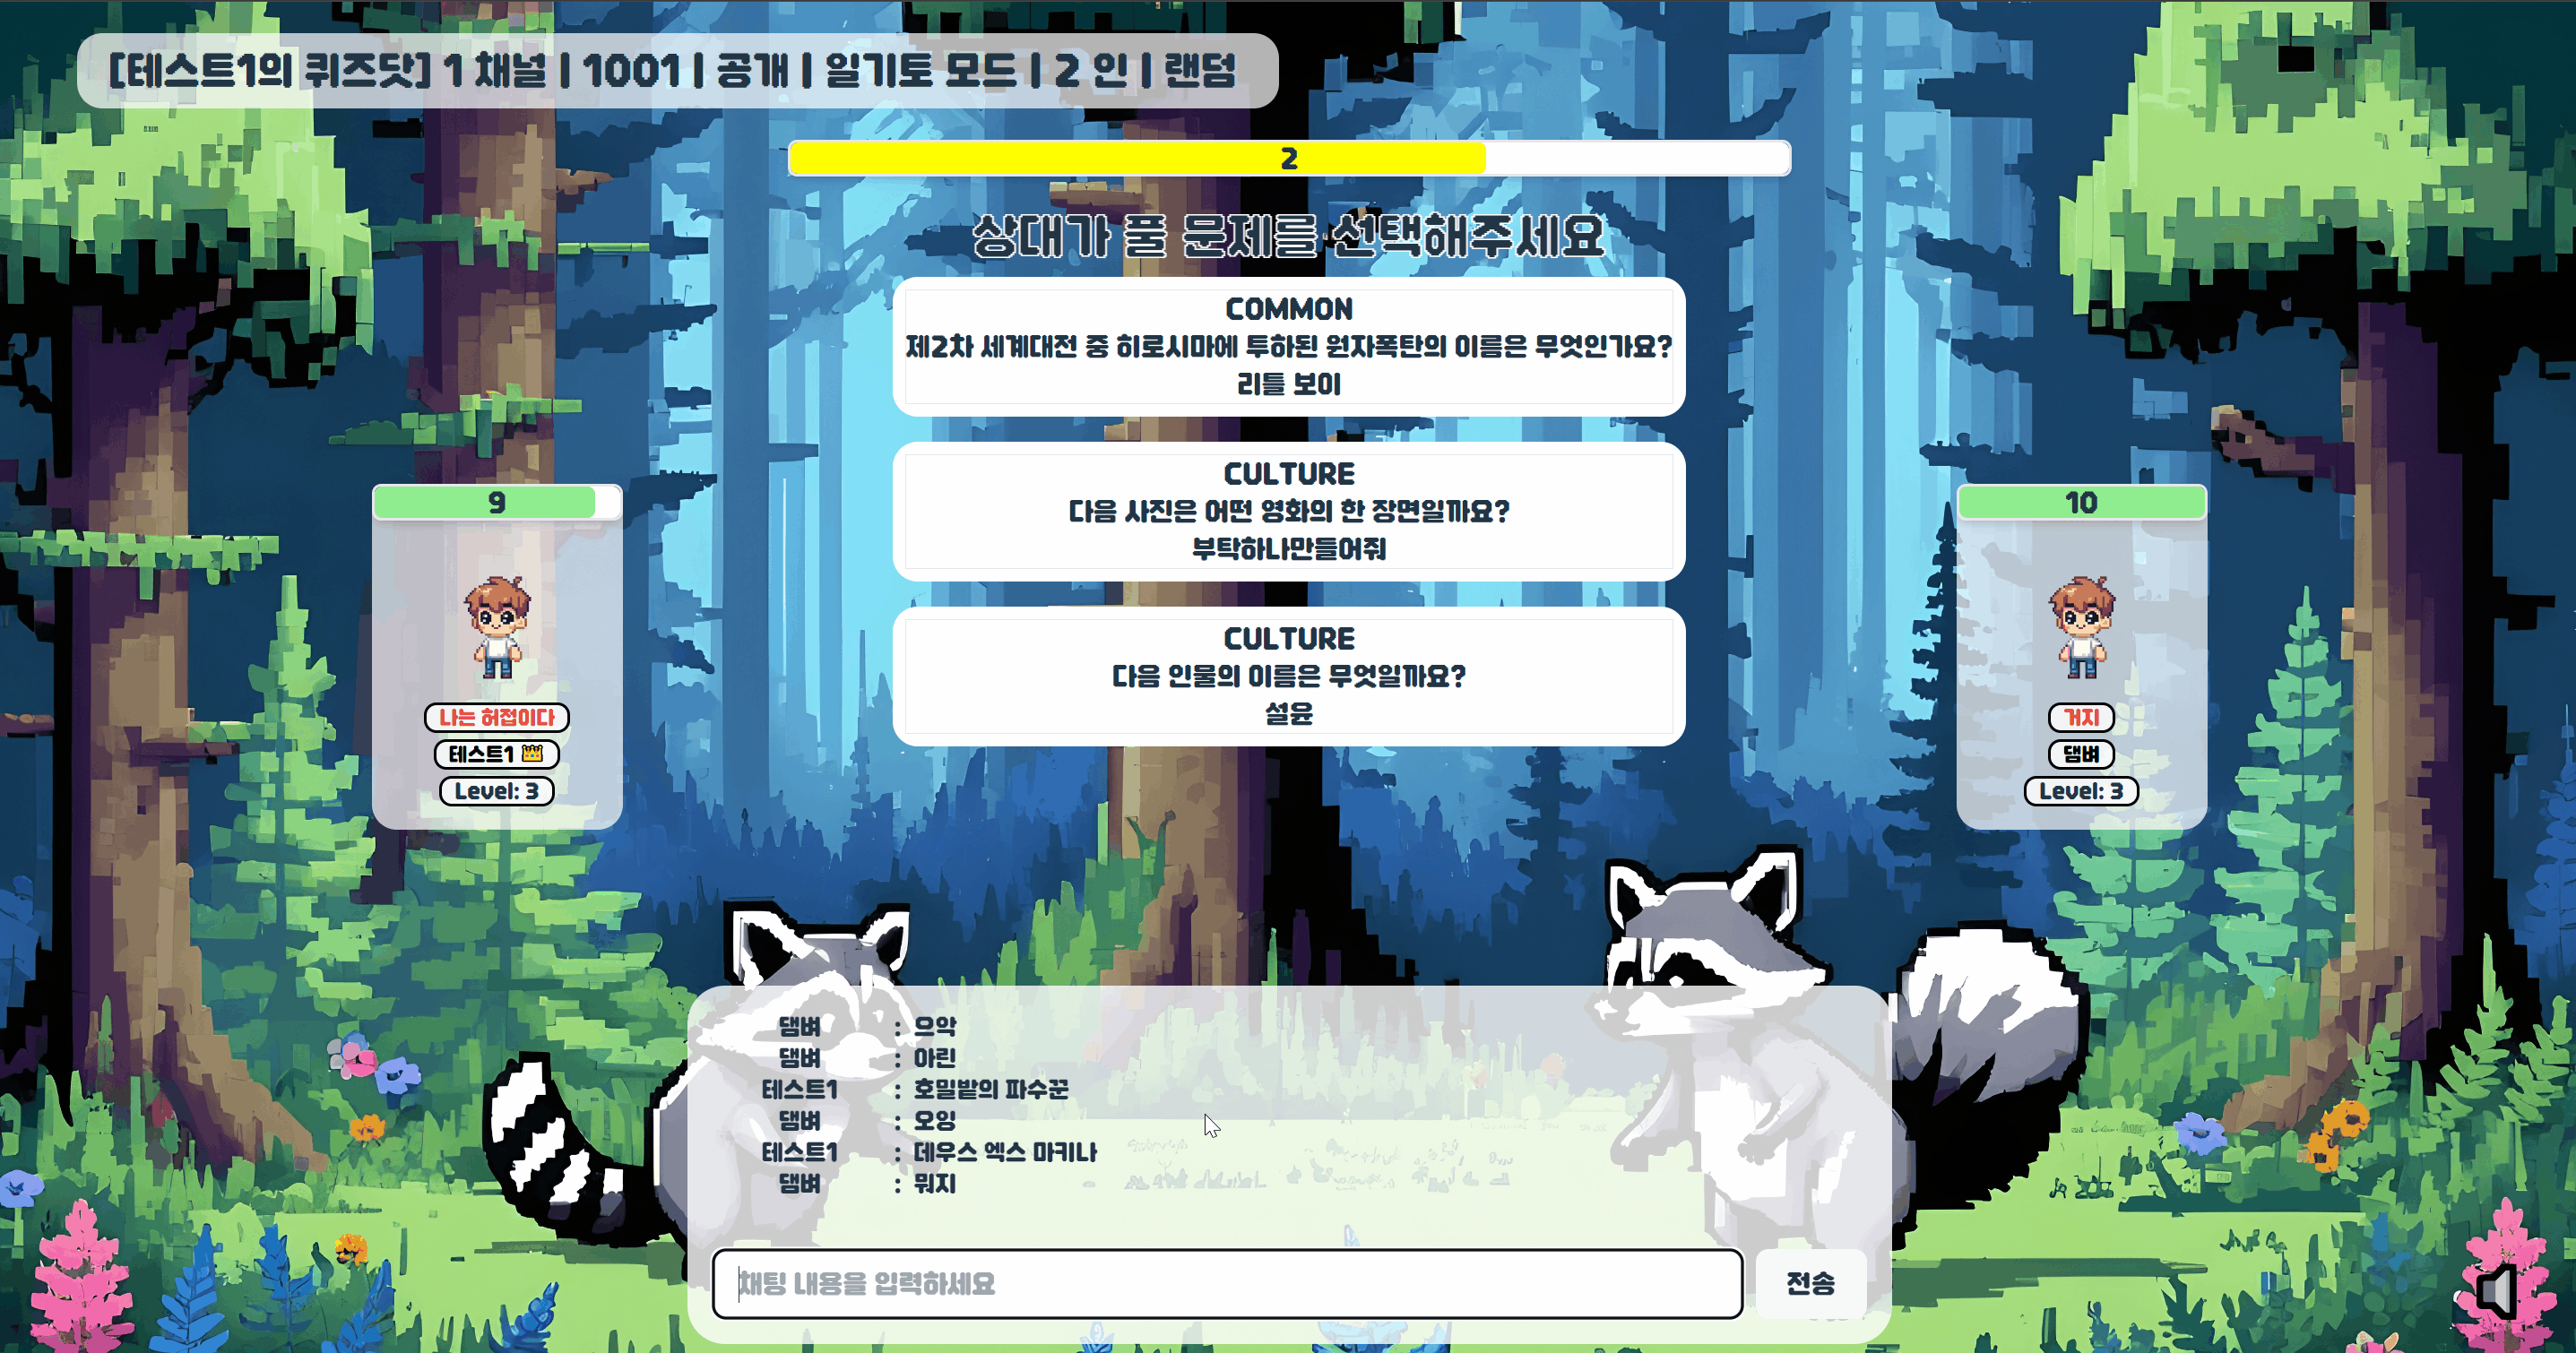 [테스트1의 퀴즈닷] 1 채널 | 1001 | 공개 | 일기토 모드 | 2 인 | 랜덤
2
상대가 풀 문제를 선택해주세요
COMMON
제2차 세계대전 중 히로시마에 투하된 원자폭탄의 이름은 무엇인가요?
리틀 보이
CULTURE
다음 사진은 어떤 영화의 한 장면일까요?
부탁하나만들어줘
CULTURE
다음 인물의 이름은 무엇일까요?
설윤
9
나는 허접이다
테스트1
Level: 3
10
거지
댐벼
Level: 3
댐벼 : 으악
댐벼 : 아린
테스트1 : 호밀밭의 파수꾼
댐벼 : 오잉
테스트1 : 데우스 엑스 마키나
댐벼 : 뭐지
채팅 내용을 입력하세요
전송